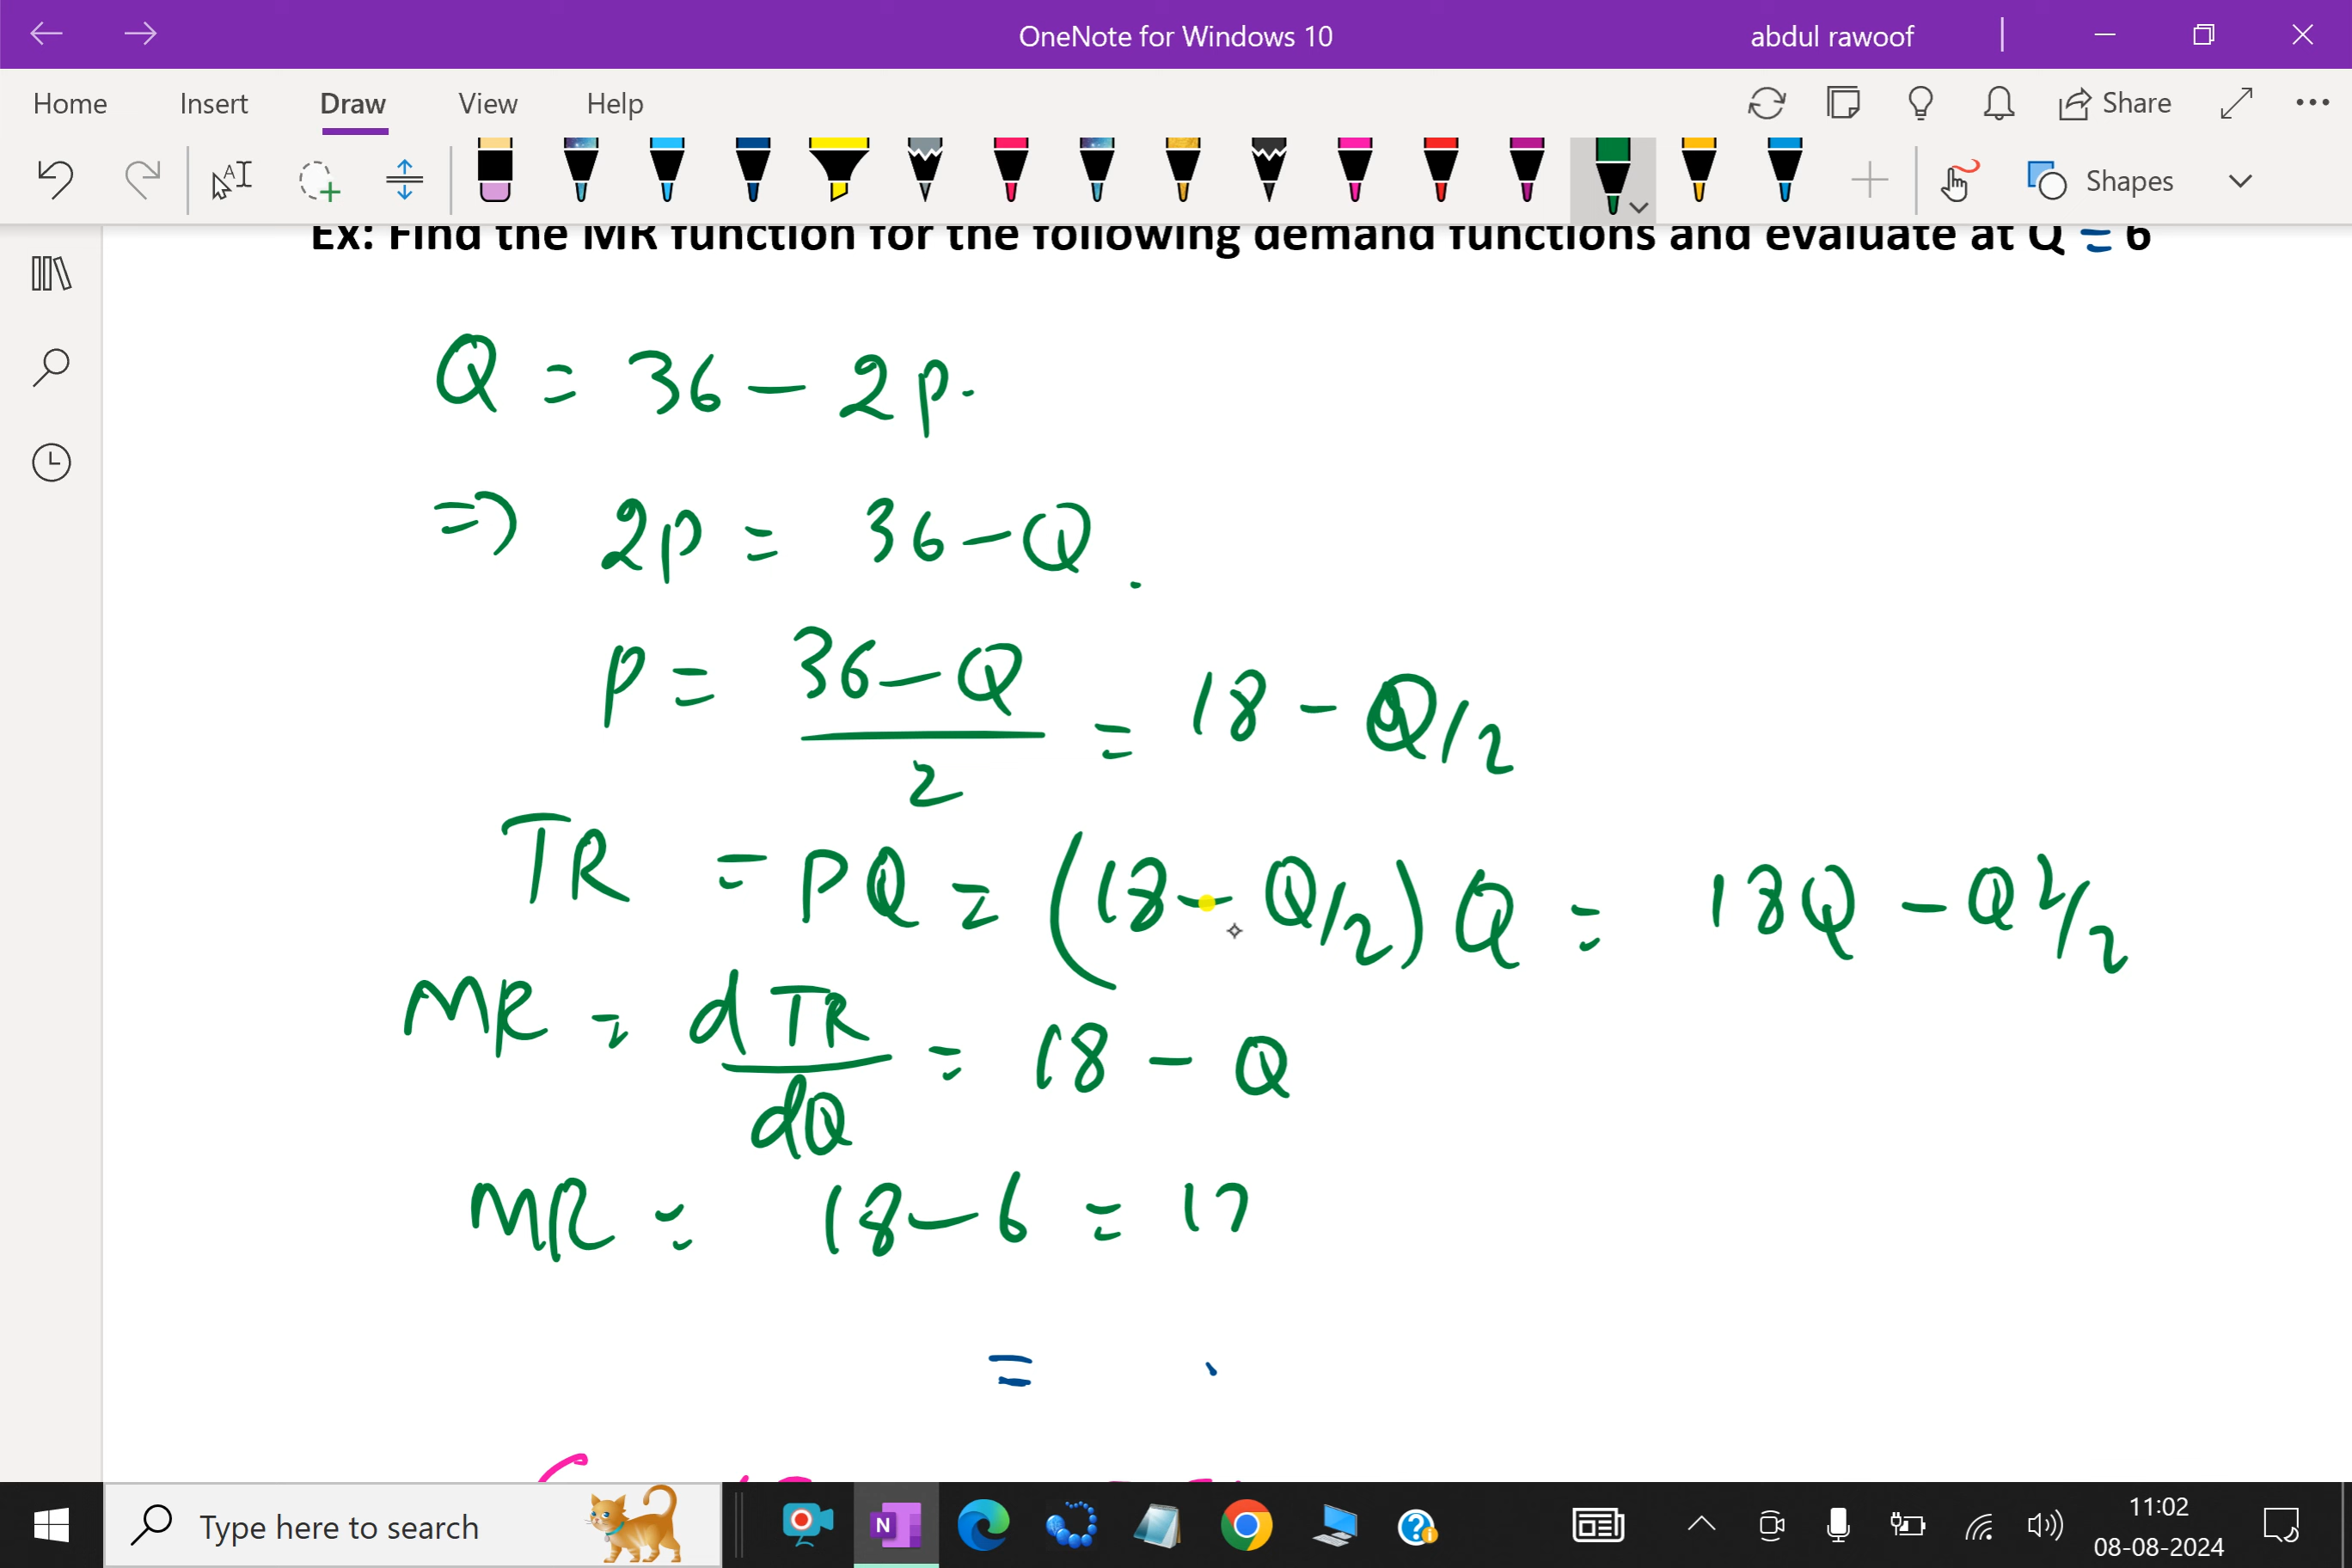 OneNote for Windows 10 abdul rawoof
Home Insert Draw View Help Share
Shapes
Ex: Find the MR function for the following demand functions and evaluate at Q = 6
Q = 36 - 2p.
=> 2p = 36 - Q.
P = 36 - Q / 2 = 18 - Q/2
TR = PQ = (18 - Q/2) Q = 18Q - Q²/2
MR = dTR / dQ = 18 - Q
MR = 18 - 6 = 12
=
Type here to search
11:02
08-08-2024